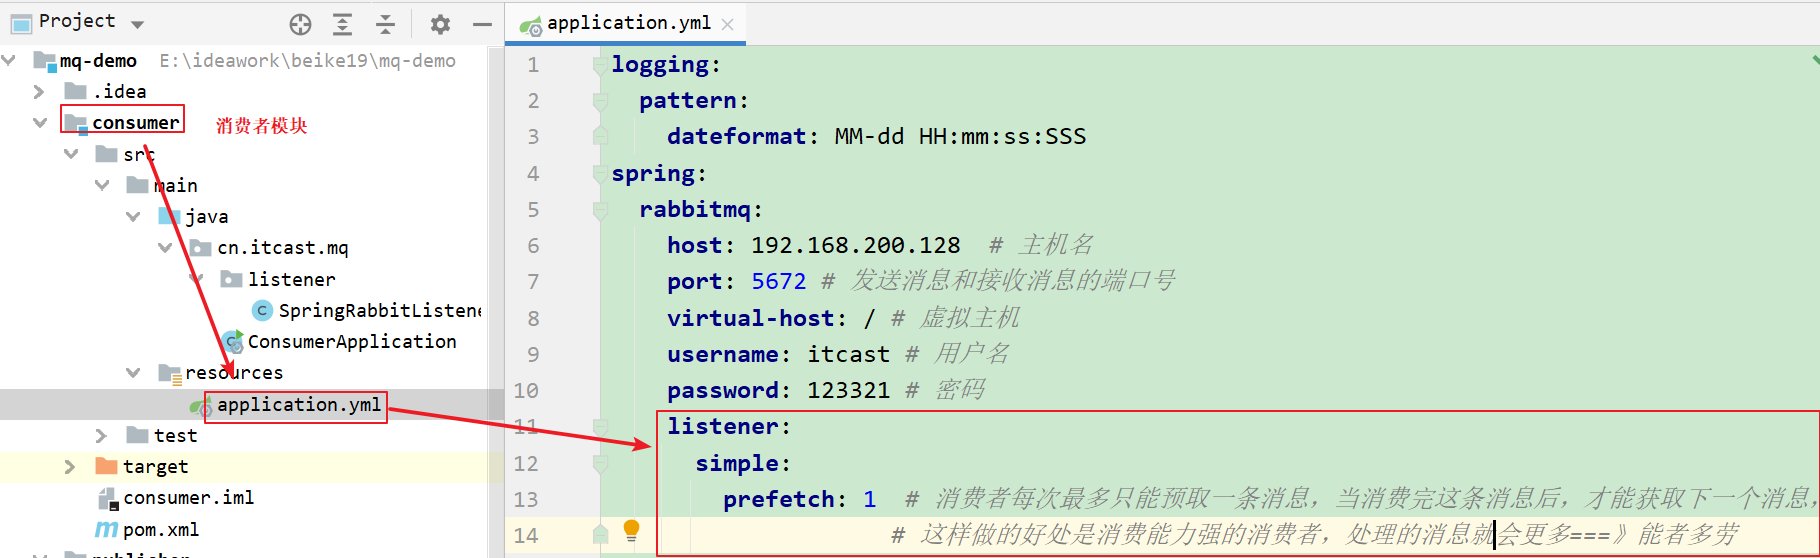 Project
mq-demo E:\ideawork\beike19\mq-demo
.idea
consumer 消费者模块
src
main
java
cn.itcast.mq
listener
SpringRabbitListene
ConsumerApplication
resources
application.yml
test
target
consumer.iml
pom.xml
publisher
application.yml
1 logging:
2 pattern:
3 dateformat: MM-dd HH:mm:ss:SSS
4 spring:
5 rabbitmq:
6 host: 192.168.200.128 # 主机名
7 port: 5672 # 发送消息和接收消息的端口号
8 virtual-host: / # 虚拟主机
9 username: itcast # 用户名
10 password: 123321 # 密码
11 listener:
12 simple:
13 prefetch: 1 # 消费者每次最多只能预取一条消息，当消费完这条消息后，才能获取下一个消息，
14 # 这样做的好处是消费能力强的消费者，处理的消息就会更多===》能者多劳